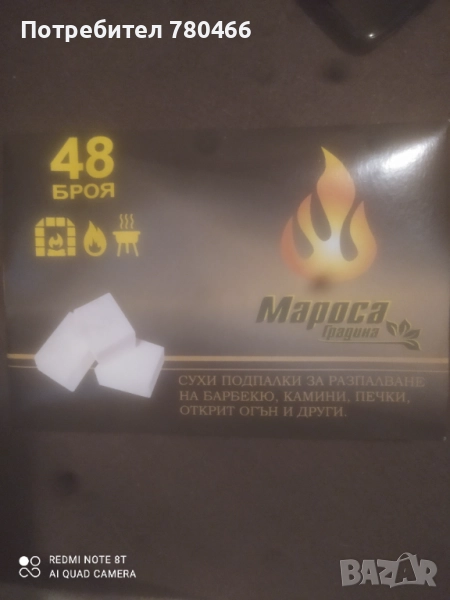 Потребител 780466
48
БРОЯ
Мароса
Градина
СУХИ ПОДПАЛКИ ЗА РАЗПАЛВАНЕ
НА БАРБЕКЮ, КАМИНИ, ПЕЧКИ,
ОТКРИТ ОГЪН И ДРУГИ.
REDMI NOTE 8T
AI QUAD CAMERA
BAZAR